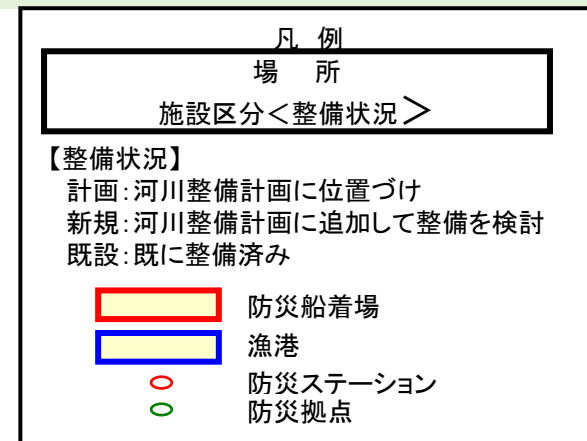 凡 例
場 所
施設区分＜整備状況＞
【整備状況】
計画：河川整備計画に位置づけ
新規：河川整備計画に追加して整備を検討
既設：既に整備済み
防災船着場
漁港
防災ステーション
防災拠点